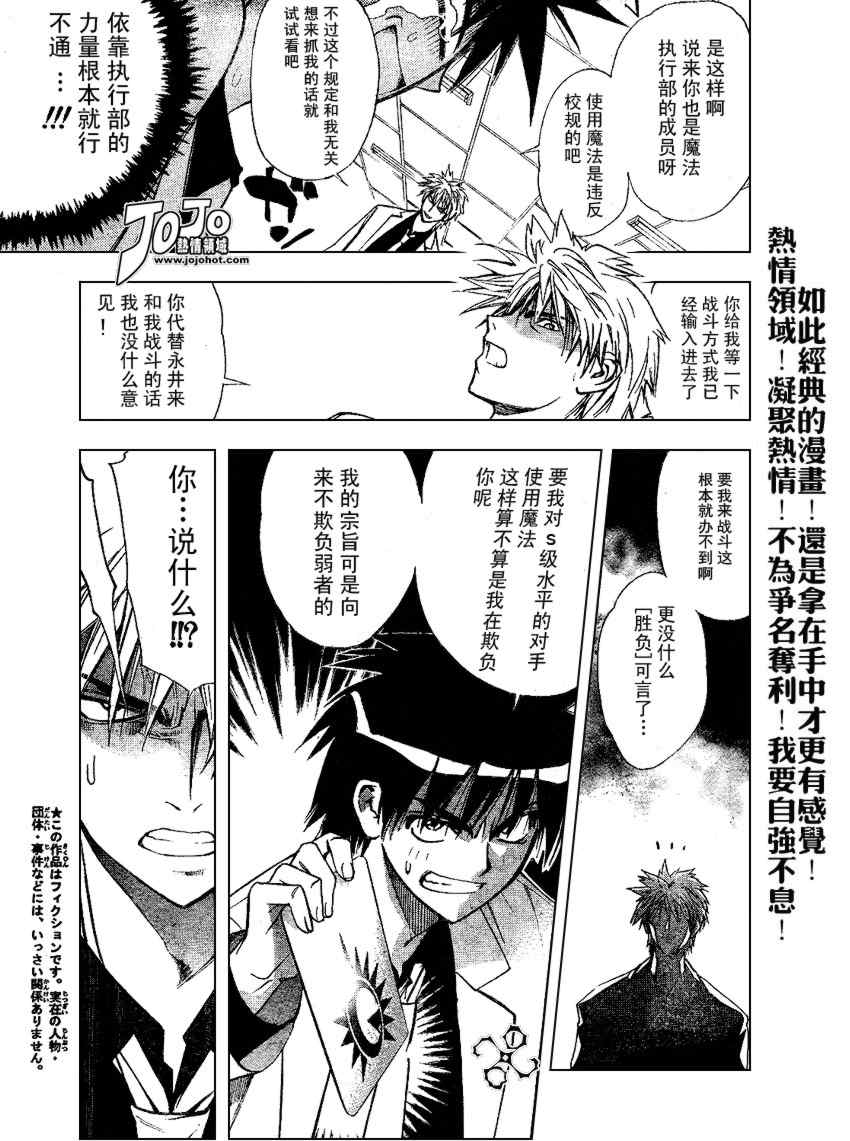 是这样啊
说来你也是魔法
执行部的成员呀
使用魔法是违反
校规的吧
不过这个规定和我无关
想来抓我的话就
试试看吧
依靠执行部的
力量根本就行
不通…
!!!
JOJO
熱情領域
www.jojohot.com
你给我等一下
战斗方式我已
经输入进去了
你代替永井来
和我战斗的话
我也没什么意
见！
要我来战斗这
根本就办不到啊
更没什么
[胜负]可言了…
要我对s级水平的对手
使用魔法
这样算不算是我在欺负
你呢
我的宗旨可是向
来不欺负弱者的
你…说什么!!?
如此經典的漫畫！還是拿在手中才更有感覺！
熱情領域！凝聚熱情！不為爭名奪利！我要自強不息！
★この作品はフィクションです。実在の人物・
団体・事件などには、いっさい関係ありません。